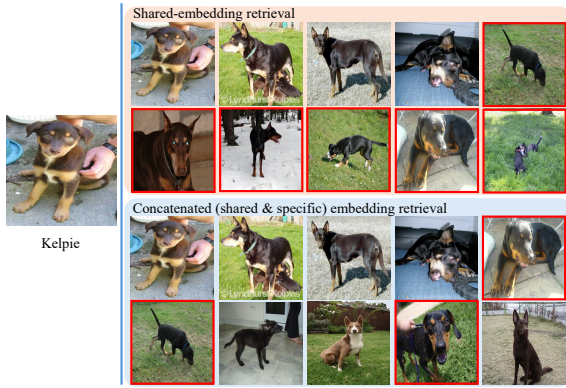 Shared-embedding retrieval
Kelpie
Concatenated (shared & specific) embedding retrieval